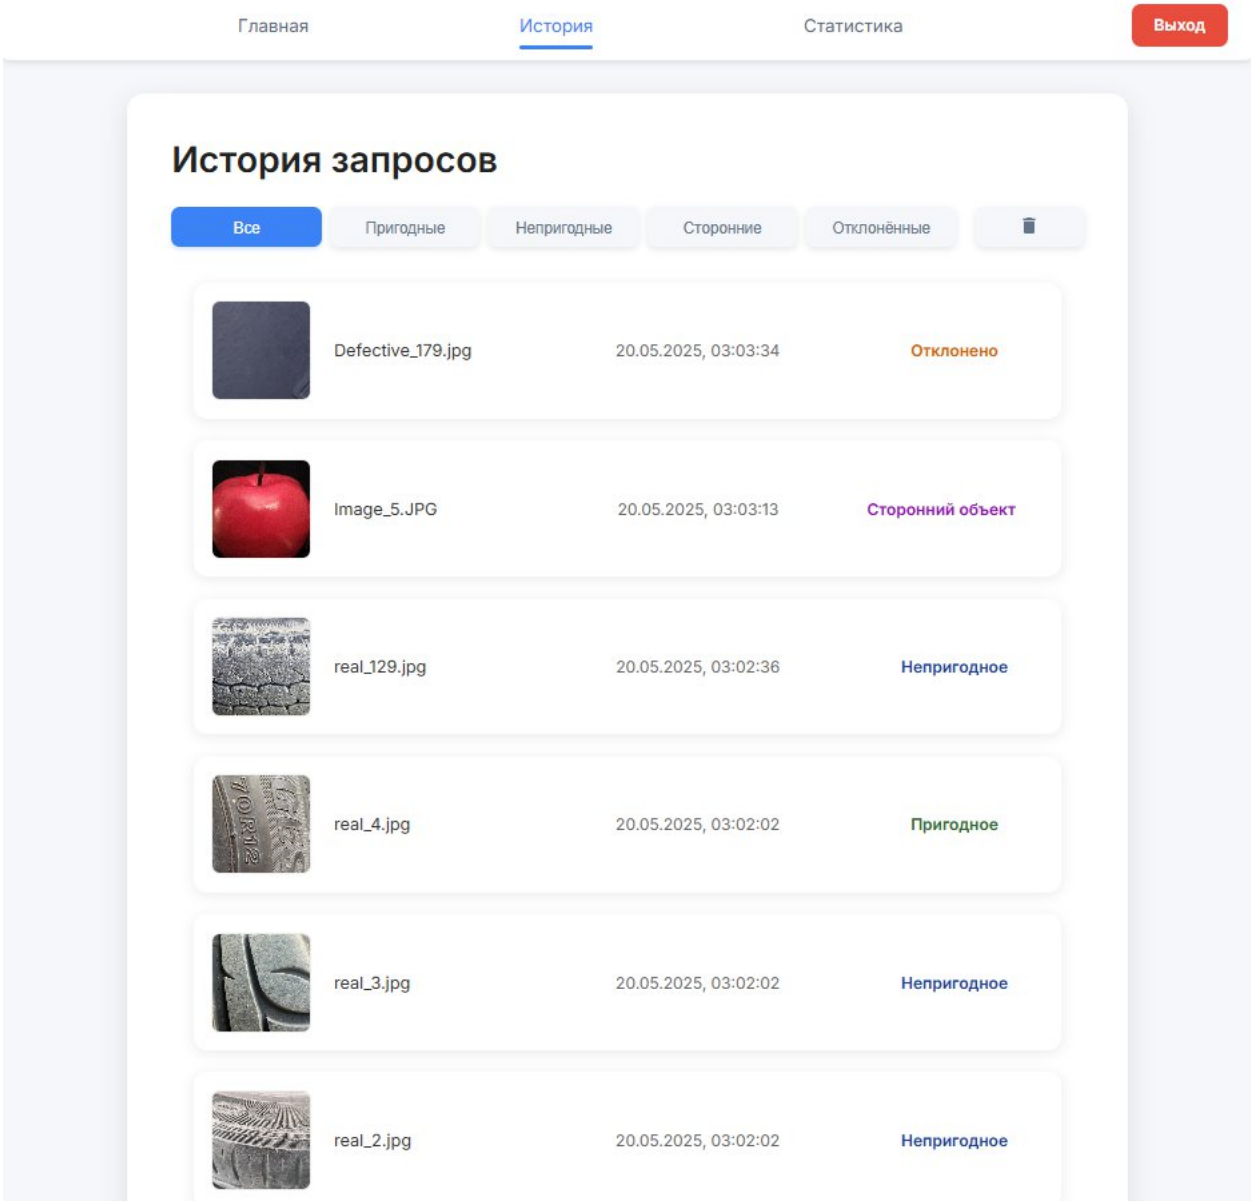 Главная История Статистика Выход
История запросов
Все Пригодные Непригодные Сторонние Отклонённые
Defective_179.jpg 20.05.2025, 03:03:34 Отклонено
Image_5.JPG 20.05.2025, 03:03:13 Сторонний объект
real_129.jpg 20.05.2025, 03:02:36 Непригодное
70R12
real_4.jpg 20.05.2025, 03:02:02 Пригодное
real_3.jpg 20.05.2025, 03:02:02 Непригодное
real_2.jpg 20.05.2025, 03:02:02 Непригодное